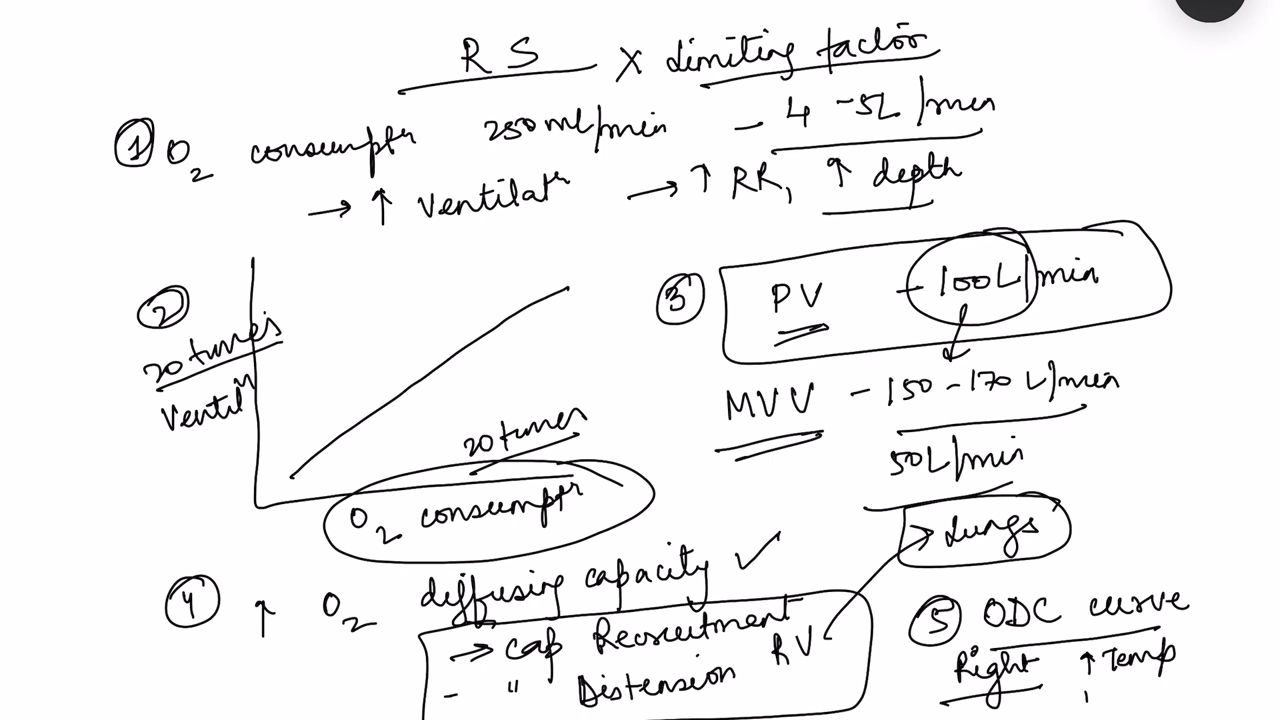 RS X limiting factor
① O2 consumptn 250 ml/min - 4-5L/min
→ ↑ Ventilatn → ↑ RR, ↑ depth
②
20 times
Ventiln
20 times
O2 consumptn
③ PV - 100L/min
MVV - 150-170 L/min
50L/min
→ Lungs
④ ↑ O2 diffusing capacity ✓
→ cap Recruitment
- " Distension RV
⑤ ODC curve
Right ↑ Temp